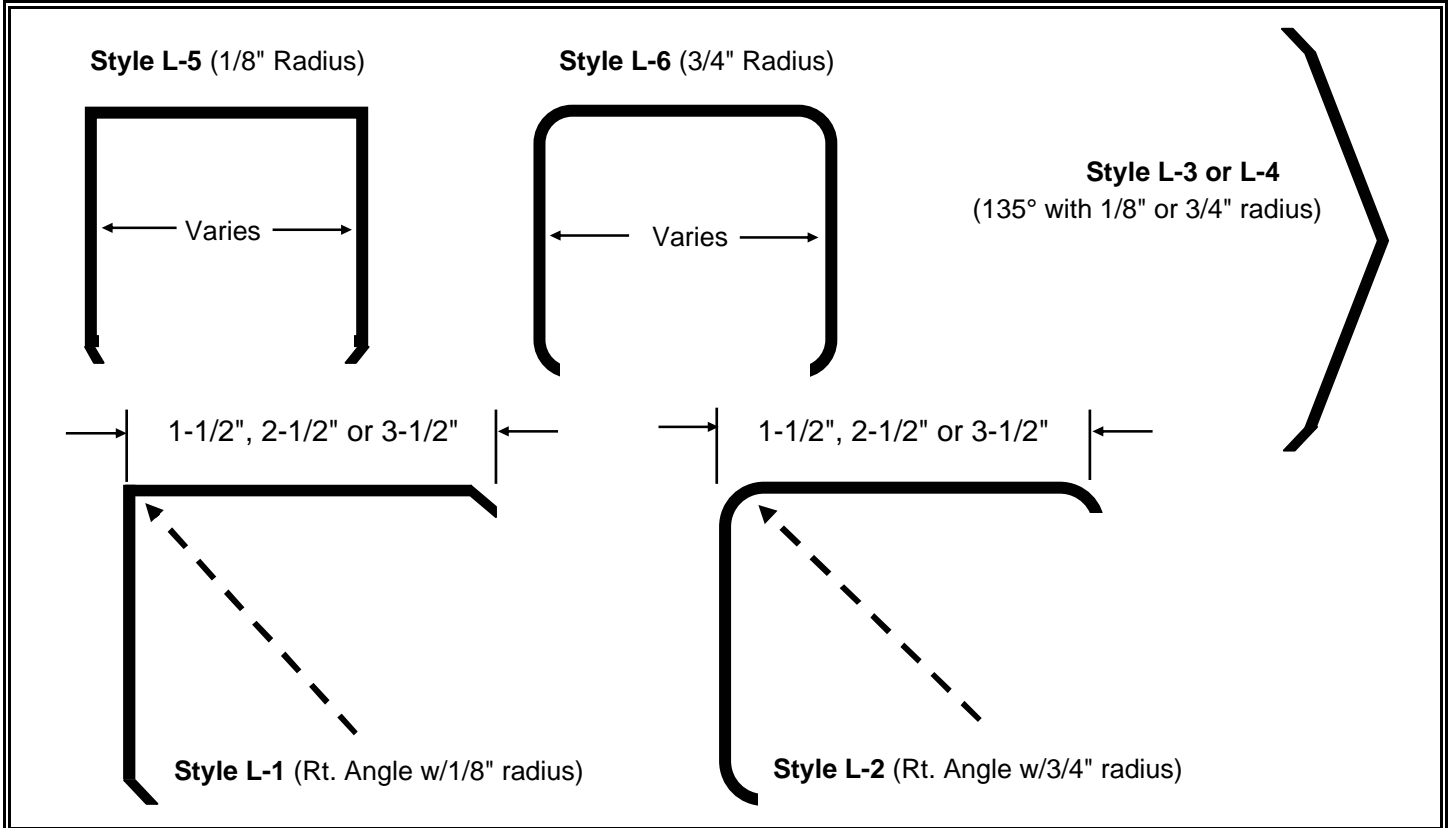 Style L-5 (1/8" Radius)
Style L-6 (3/4" Radius)
Style L-3 or L-4
(135° with 1/8" or 3/4" radius)
Varies
Varies
1-1/2", 2-1/2" or 3-1/2"
1-1/2", 2-1/2" or 3-1/2"
Style L-1 (Rt. Angle w/1/8" radius)
Style L-2 (Rt. Angle w/3/4" radius)